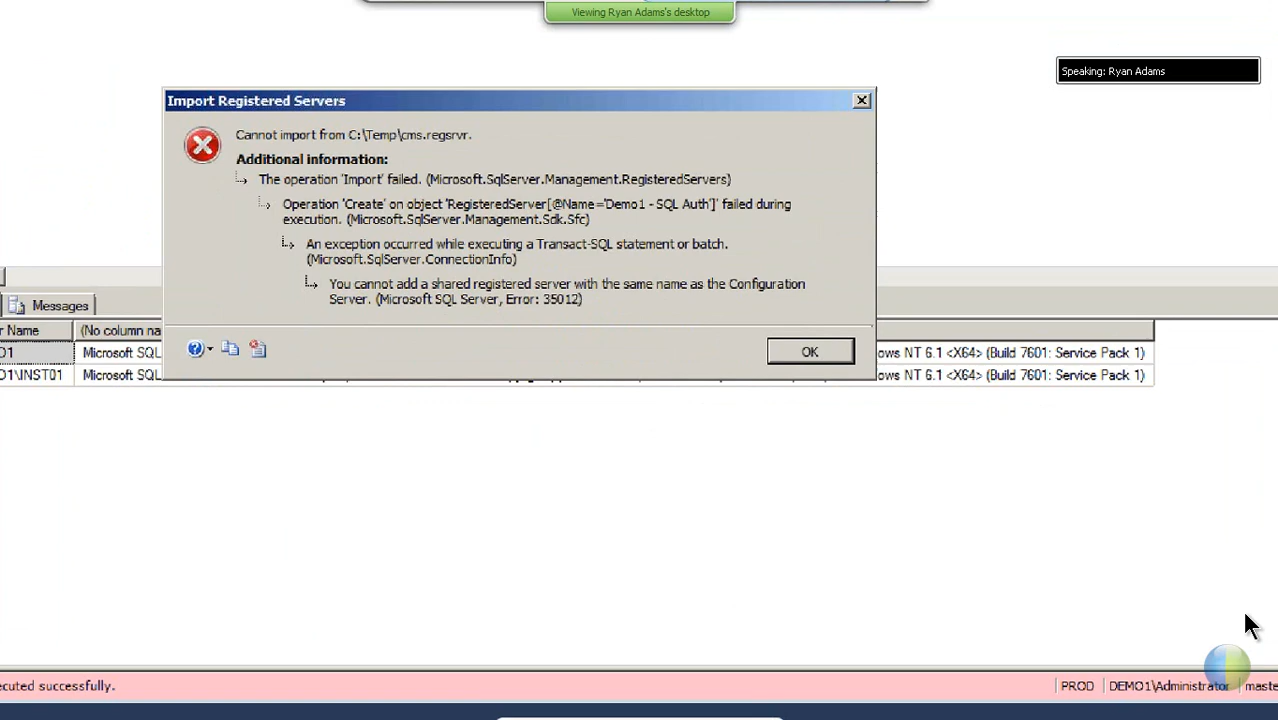 Viewing Ryan Adams's desktop
Speaking: Ryan Adams
Import Registered Servers
Cannot import from C:\Temp\cms.regsrvr.
Additional information:
The operation 'Import' failed. (Microsoft.SqlServer.Management.RegisteredServers)
Operation 'Create' on object 'RegisteredServer[@Name='Demo1 - SQL Auth']' failed during
execution. (Microsoft.SqlServer.Management.Sdk.Sfc)
An exception occurred while executing a Transact-SQL statement or batch.
(Microsoft.SqlServer.ConnectionInfo)
You cannot add a shared registered server with the same name as the Configuration
Server. (Microsoft SQL Server, Error: 35012)
OK
Messages
r Name (No column na
O1 Microsoft SQL ows NT 6.1 <X64> (Build 7601: Service Pack 1)
O1\INST01 Microsoft SQL ows NT 6.1 <X64> (Build 7601: Service Pack 1)
cuted successfully. PROD DEMO1\Administrator maste